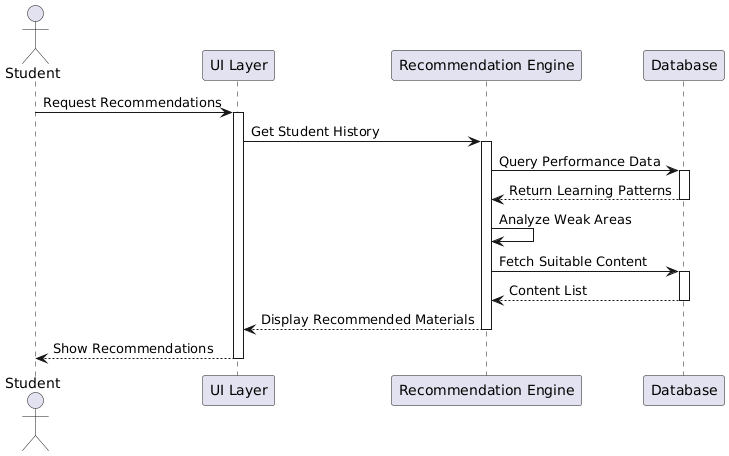 Student
UI Layer
Recommendation Engine
Database
Request Recommendations
Get Student History
Query Performance Data
Return Learning Patterns
Analyze Weak Areas
Fetch Suitable Content
Content List
Display Recommended Materials
Show Recommendations
Student
UI Layer
Recommendation Engine
Database